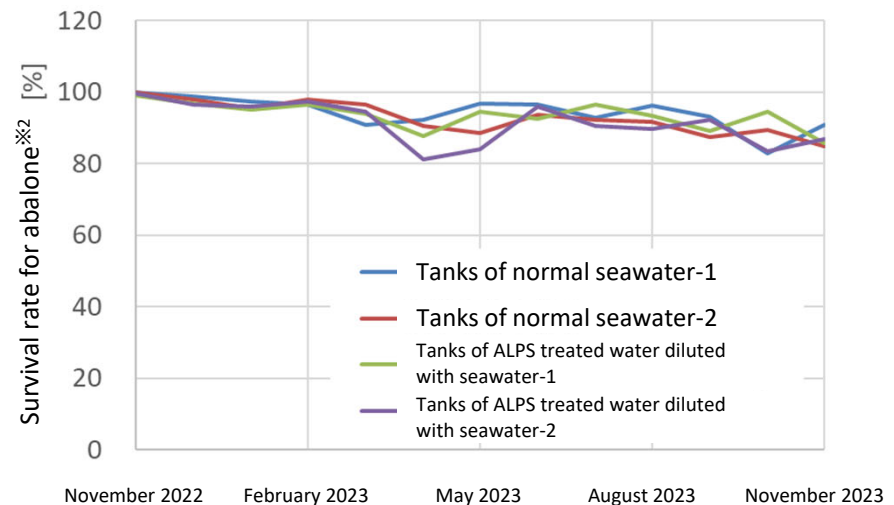 120
100
80
60
40
20
0
Survival rate for abalone※2 [%]
Tanks of normal seawater-1
Tanks of normal seawater-2
Tanks of ALPS treated water diluted
with seawater-1
Tanks of ALPS treated water diluted
with seawater-2
November 2022 February 2023 May 2023 August 2023 November 2023